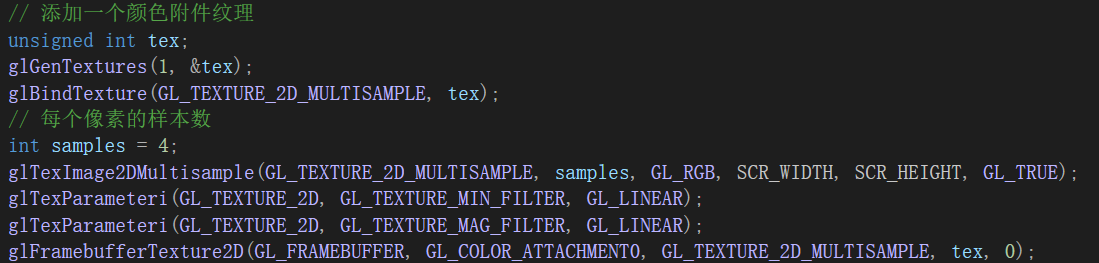 // 添加一个颜色附件纹理
unsigned int tex;
glGenTextures(1, &tex);
glBindTexture(GL_TEXTURE_2D_MULTISAMPLE, tex);
// 每个像素的样本数
int samples = 4;
glTexImage2DMultisample(GL_TEXTURE_2D_MULTISAMPLE, samples, GL_RGB, SCR_WIDTH, SCR_HEIGHT, GL_TRUE);
glTexParameteri(GL_TEXTURE_2D, GL_TEXTURE_MIN_FILTER, GL_LINEAR);
glTexParameteri(GL_TEXTURE_2D, GL_TEXTURE_MAG_FILTER, GL_LINEAR);
glFramebufferTexture2D(GL_FRAMEBUFFER, GL_COLOR_ATTACHMENT0, GL_TEXTURE_2D_MULTISAMPLE, tex, 0);